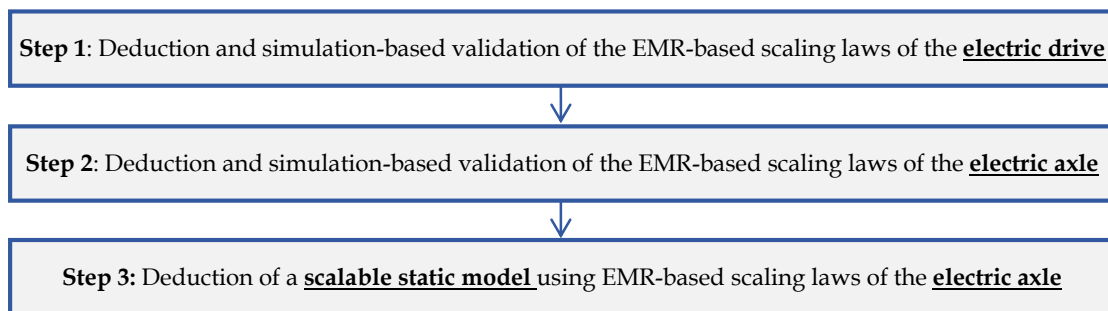 Step 1: Deduction and simulation-based validation of the EMR-based scaling laws of the electric drive
Step 2: Deduction and simulation-based validation of the EMR-based scaling laws of the electric axle
Step 3: Deduction of a scalable static model using EMR-based scaling laws of the electric axle